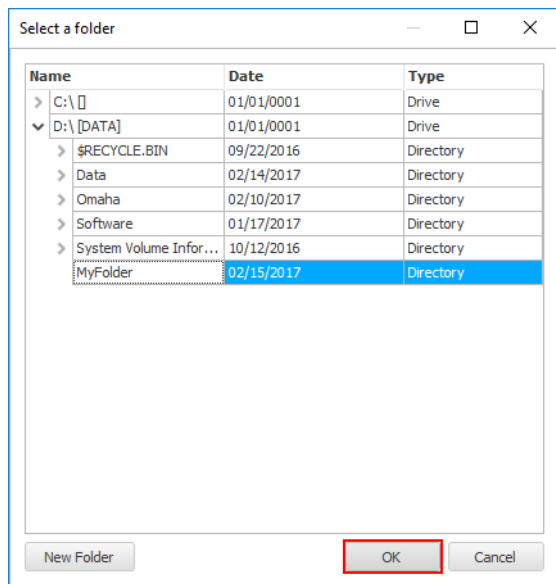 Select a folder
Name Date Type
C:\ [] 01/01/0001 Drive
D:\ [DATA] 01/01/0001 Drive
$RECYCLE.BIN 09/22/2016 Directory
Data 02/14/2017 Directory
Omaha 02/10/2017 Directory
Software 01/17/2017 Directory
System Volume Infor... 10/12/2016 Directory
MyFolder 02/15/2017 Directory
New Folder OK Cancel